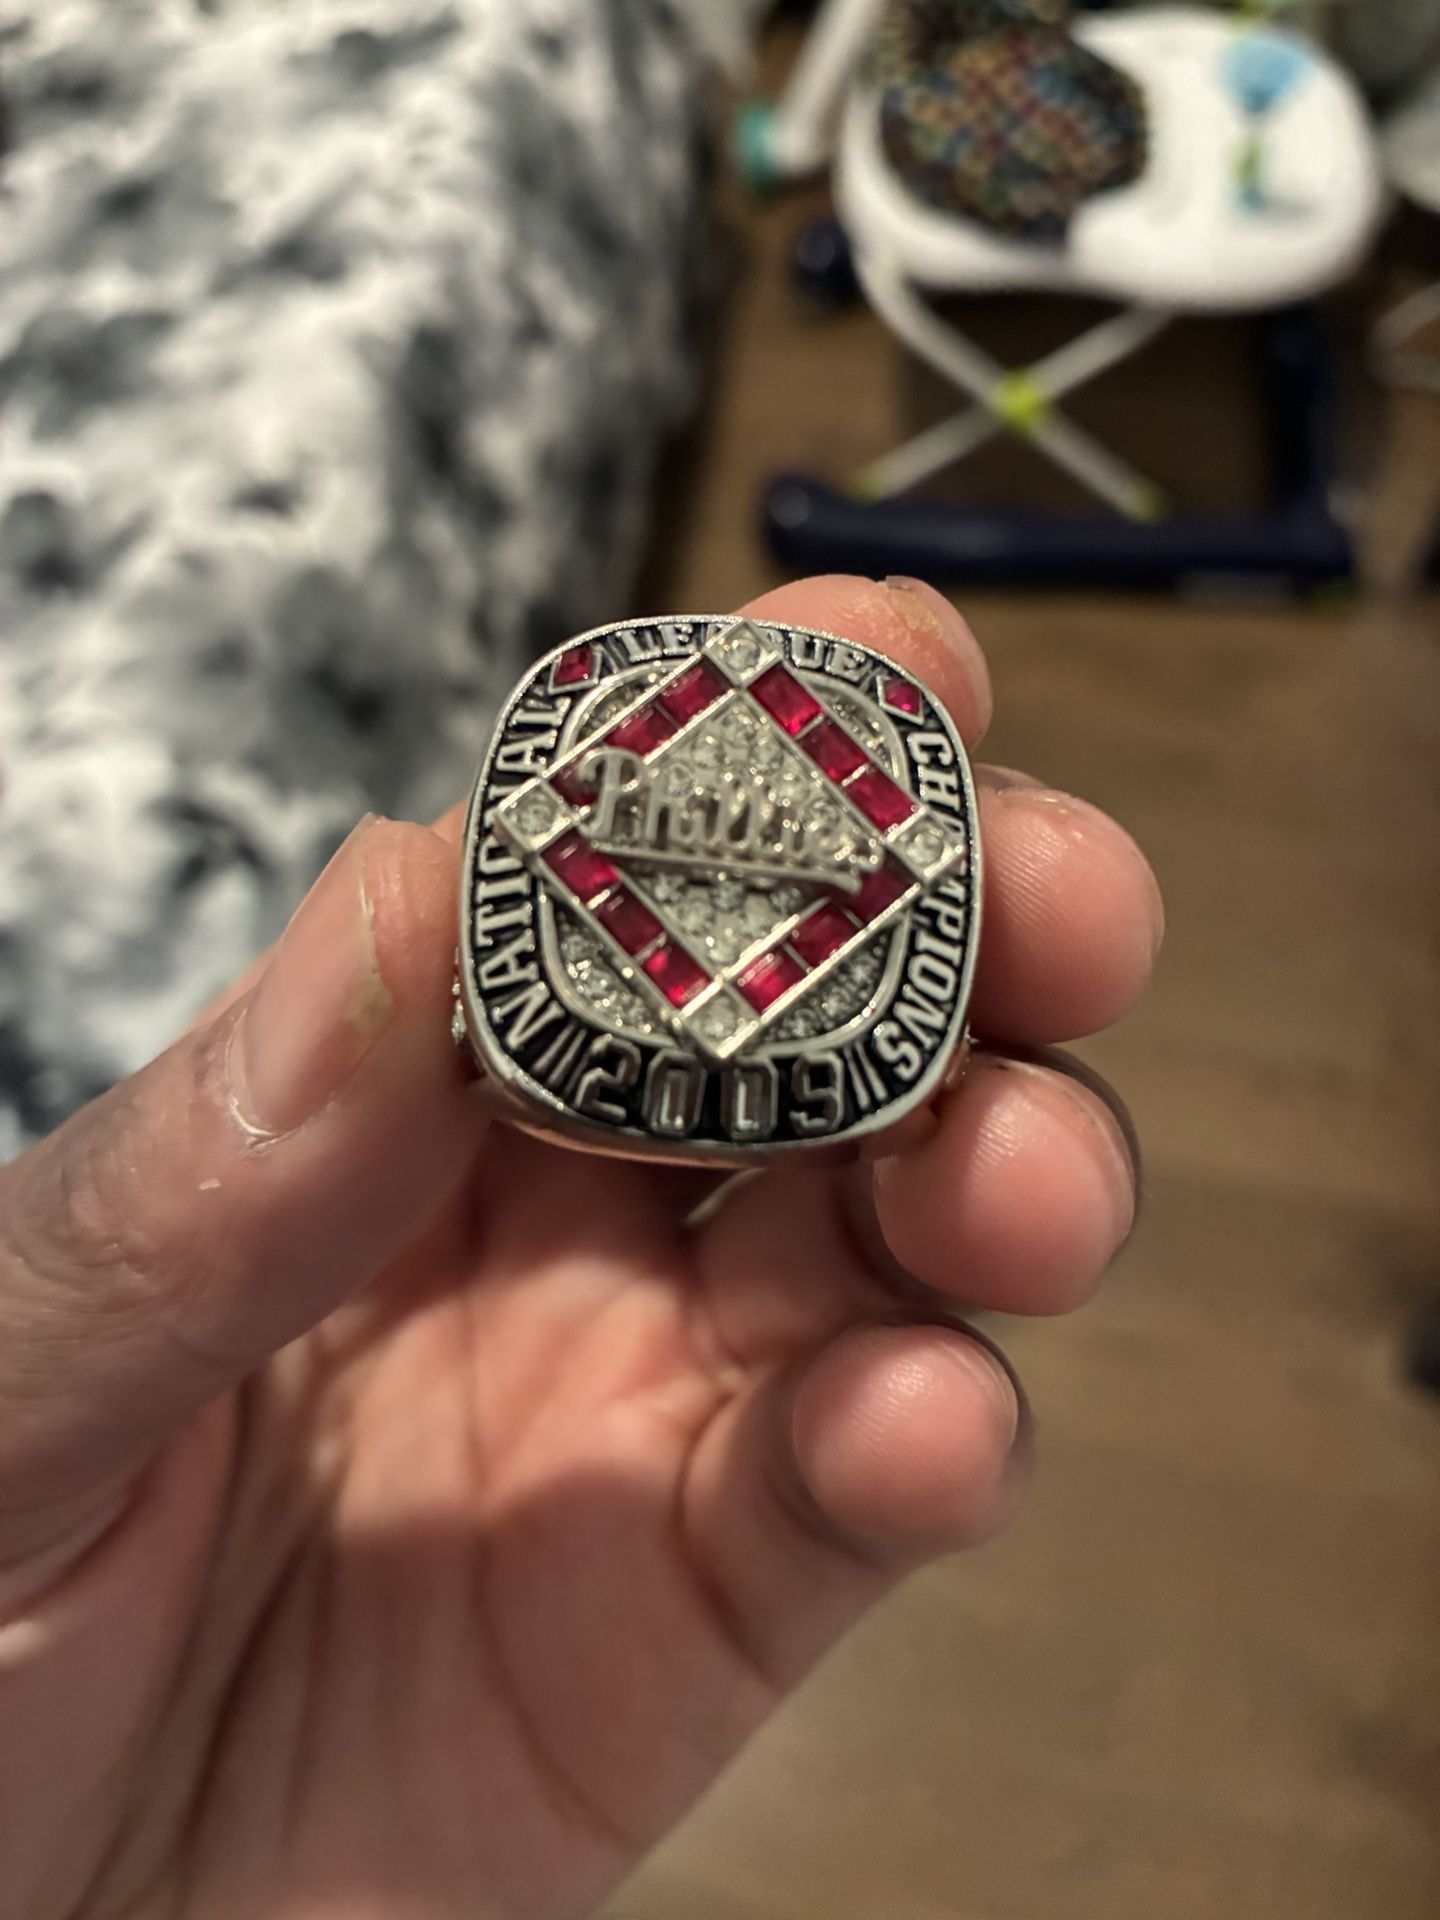 NATIONAL LEAGUE CHAMPIONS
Phillies
2009